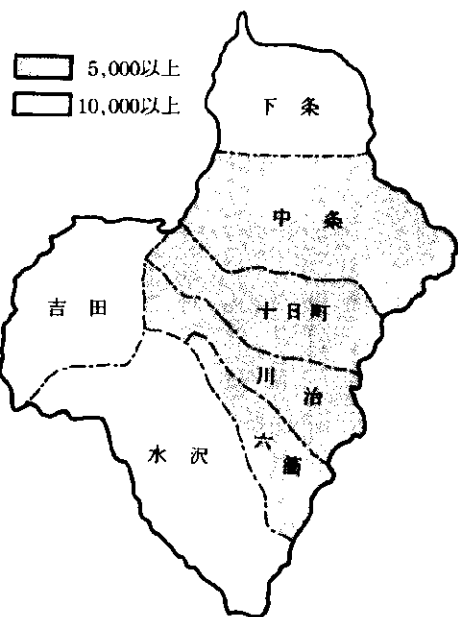 5,000以上
10,000以上
下条
中条
吉田
十日町
川治
水沢
六箇